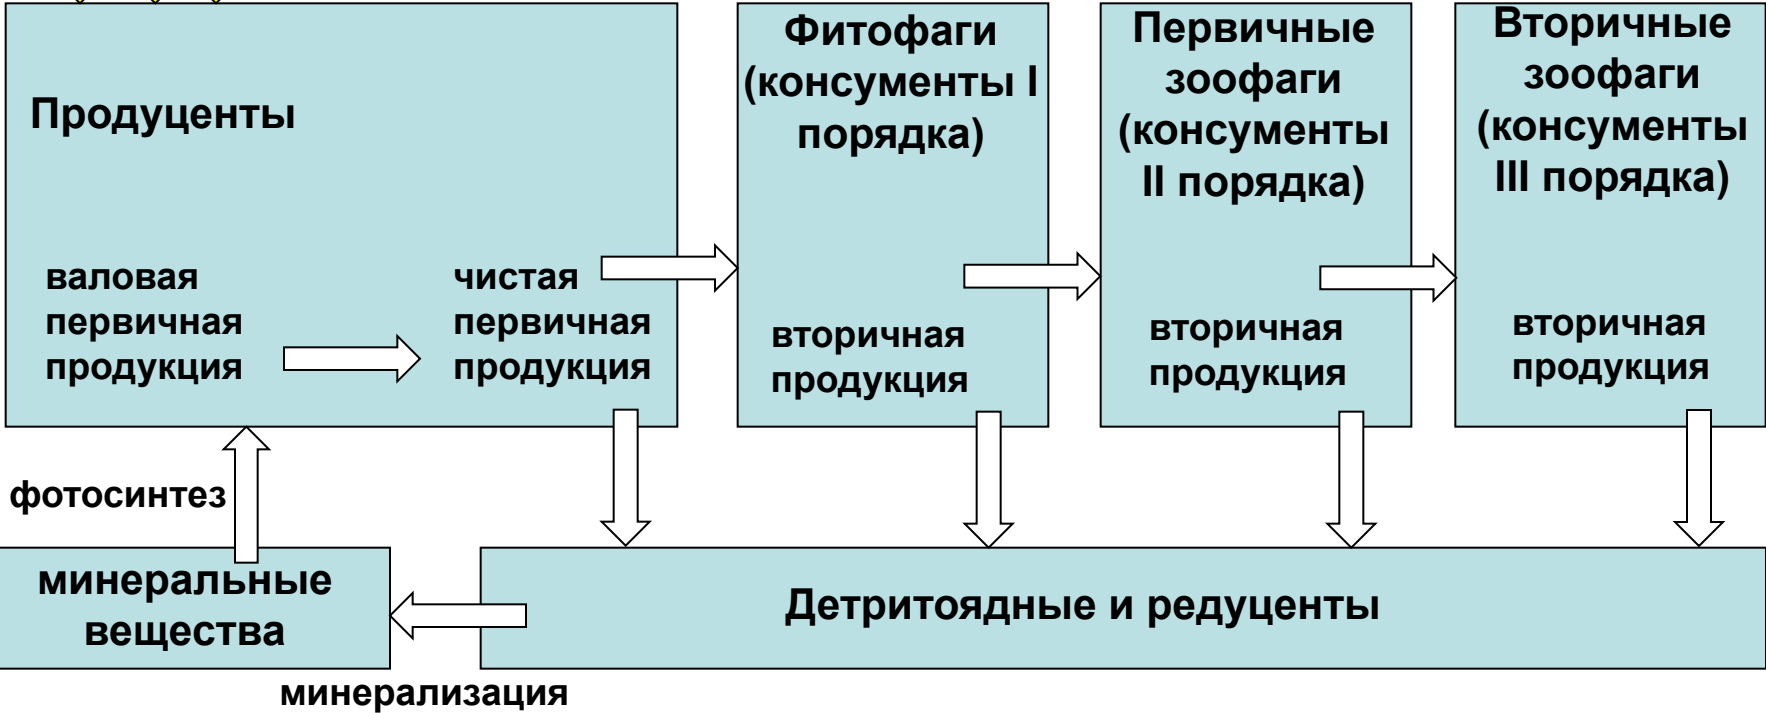 Продуценты
валовая
первичная
продукция
чистая
первичная
продукция
Фитофаги
(консументы I
порядка)
вторичная
продукция
Первичные
зоофаги
(консументы
II порядка)
вторичная
продукция
Вторичные
зоофаги
(консументы
III порядка)
вторичная
продукция
фотосинтез
минеральные
вещества
Детритоядные и редуценты
минерализация